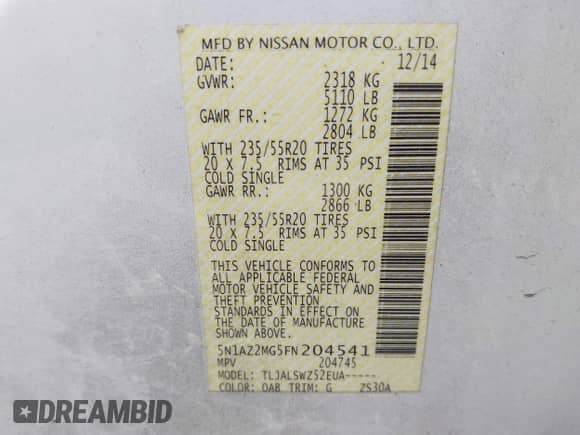 MFD BY NISSAN MOTOR CO., LTD.
DATE: 12/14
GVWR: 2318 KG
5110 LB
GAWR FR.: 1272 KG
2804 LB
WITH 235/55R20 TIRES
20 X 7.5 RIMS AT 35 PSI
COLD SINGLE
GAWR RR.: 1300 KG
2866 LB
WITH 235/55R20 TIRES
20 X 7.5 RIMS AT 35 PSI
COLD SINGLE
THIS VEHICLE CONFORMS TO
ALL APPLICABLE FEDERAL
MOTOR VEHICLE SAFETY AND
THEFT PREVENTION
STANDARDS IN EFFECT ON
THE DATE OF MANUFACTURE
SHOWN ABOVE.
5N1AZ2MG5FN204541
MPV 204745
MODEL: TLJALSWZ52EUA-----
COLOR: QAB TRIM: G ZS30A
DREAMBID
DREAMBID